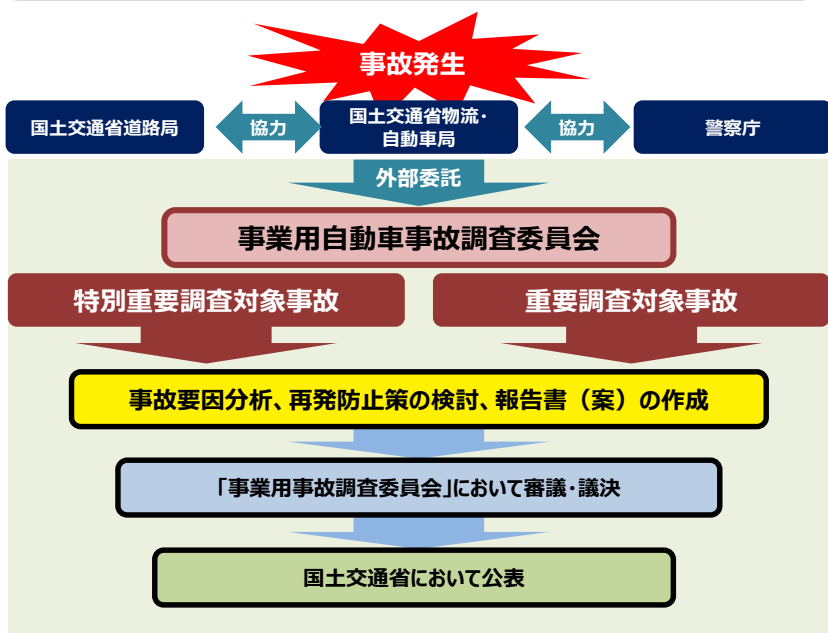 事故発生
国土交通省道路局
協力
国土交通省物流・
自動車局
協力
警察庁
外部委託
事業用自動車事故調査委員会
特別重要調査対象事故
重要調査対象事故
事故要因分析、再発防止策の検討、報告書（案）の作成
「事業用事故調査委員会」において審議・議決
国土交通省において公表